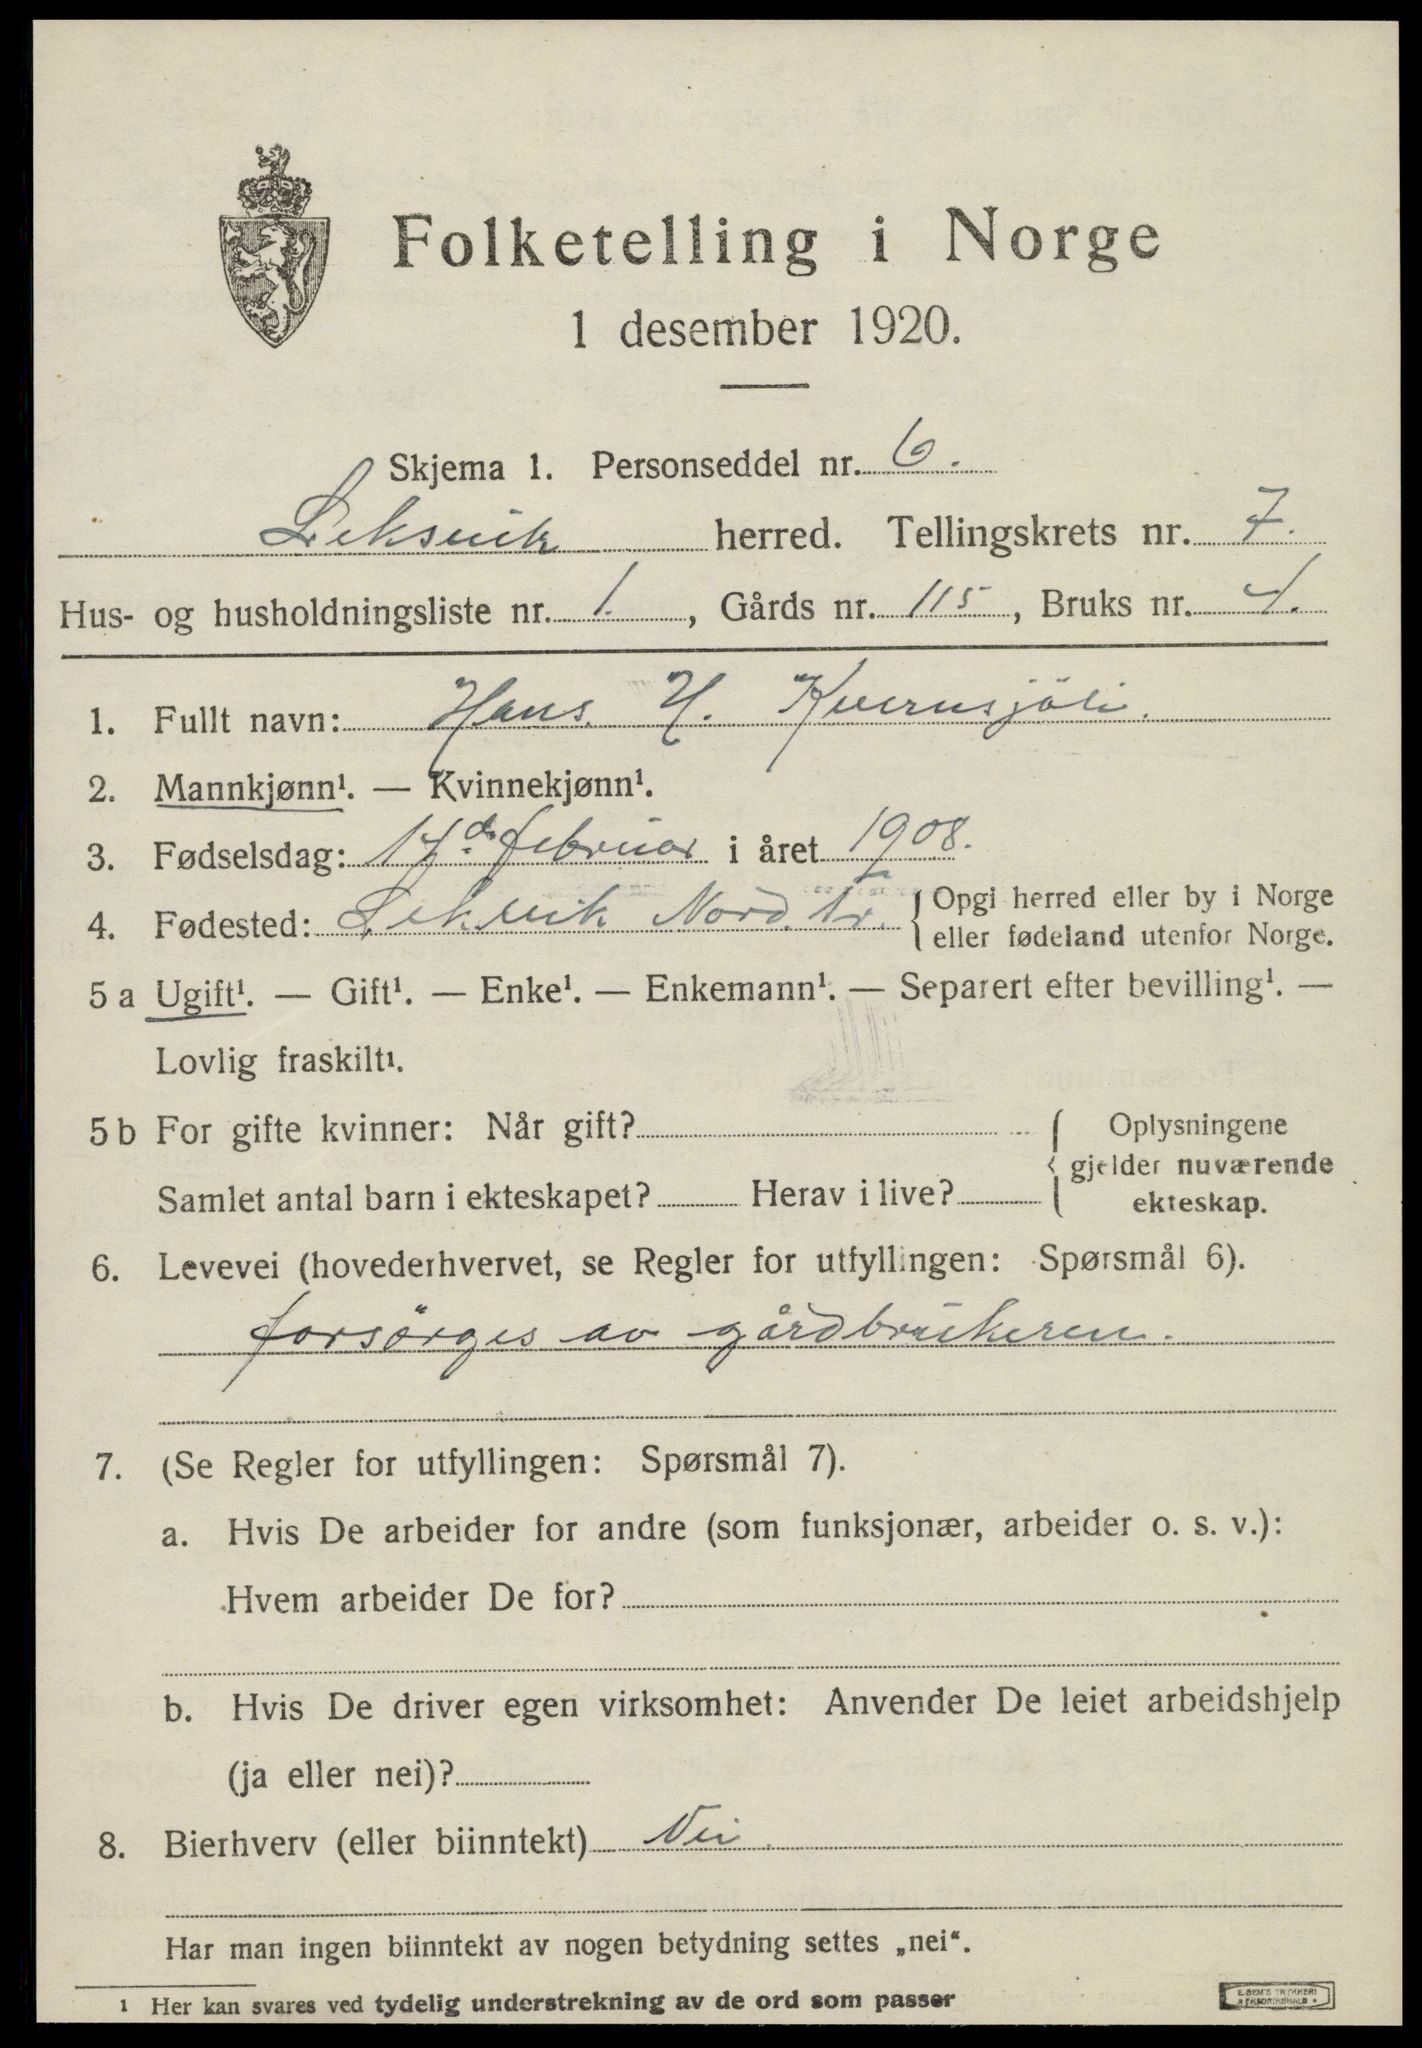 Folketelling i Norge
1 desember 1920.
Skjema 1. Personseddel nr. 6.
Leksvik herred. Tellingskrets nr. 7.
Hus- og husholdningsliste nr. 1. , Gårds nr. 115 , Bruks nr. 4.
1. Fullt navn: Hans H. Kvernsjöli.
2. Mannkjønn¹. — Kvinnekjønn¹.
3. Fødselsdag: 17de februar i året 1908.
4. Fødested: Leksvik Nord. Tr. { Opgi herred eller by i Norge
eller fødeland utenfor Norge.
5 a Ugift¹. — Gift¹. — Enke¹. — Enkemann¹. — Separert efter bevilling¹. —
Lovlig fraskilt¹.
5 b For gifte kvinner: Når gift? { Oplysningene
gjelder nuværende
Samlet antal barn i ekteskapet? Herav i live? ekteskap.
6. Levevei (hovederhvervet, se Regler for utfyllingen: Spørsmål 6).
forsörges av gårdbrukeren.
7. (Se Regler for utfyllingen: Spørsmål 7).
a. Hvis De arbeider for andre (som funksjonær, arbeider o. s. v.):
Hvem arbeider De for?
b. Hvis De driver egen virksomhet: Anvender De leiet arbeidshjelp
(ja eller nei)?
8. Bierhverv (eller biinntekt) Nei.
Har man ingen biinntekt av nogen betydning settes „nei“.
¹ Her kan svares ved tydelig understrekning av de ord som passer
E. SEM'S TRYKKERI
FREDRIKSHALD